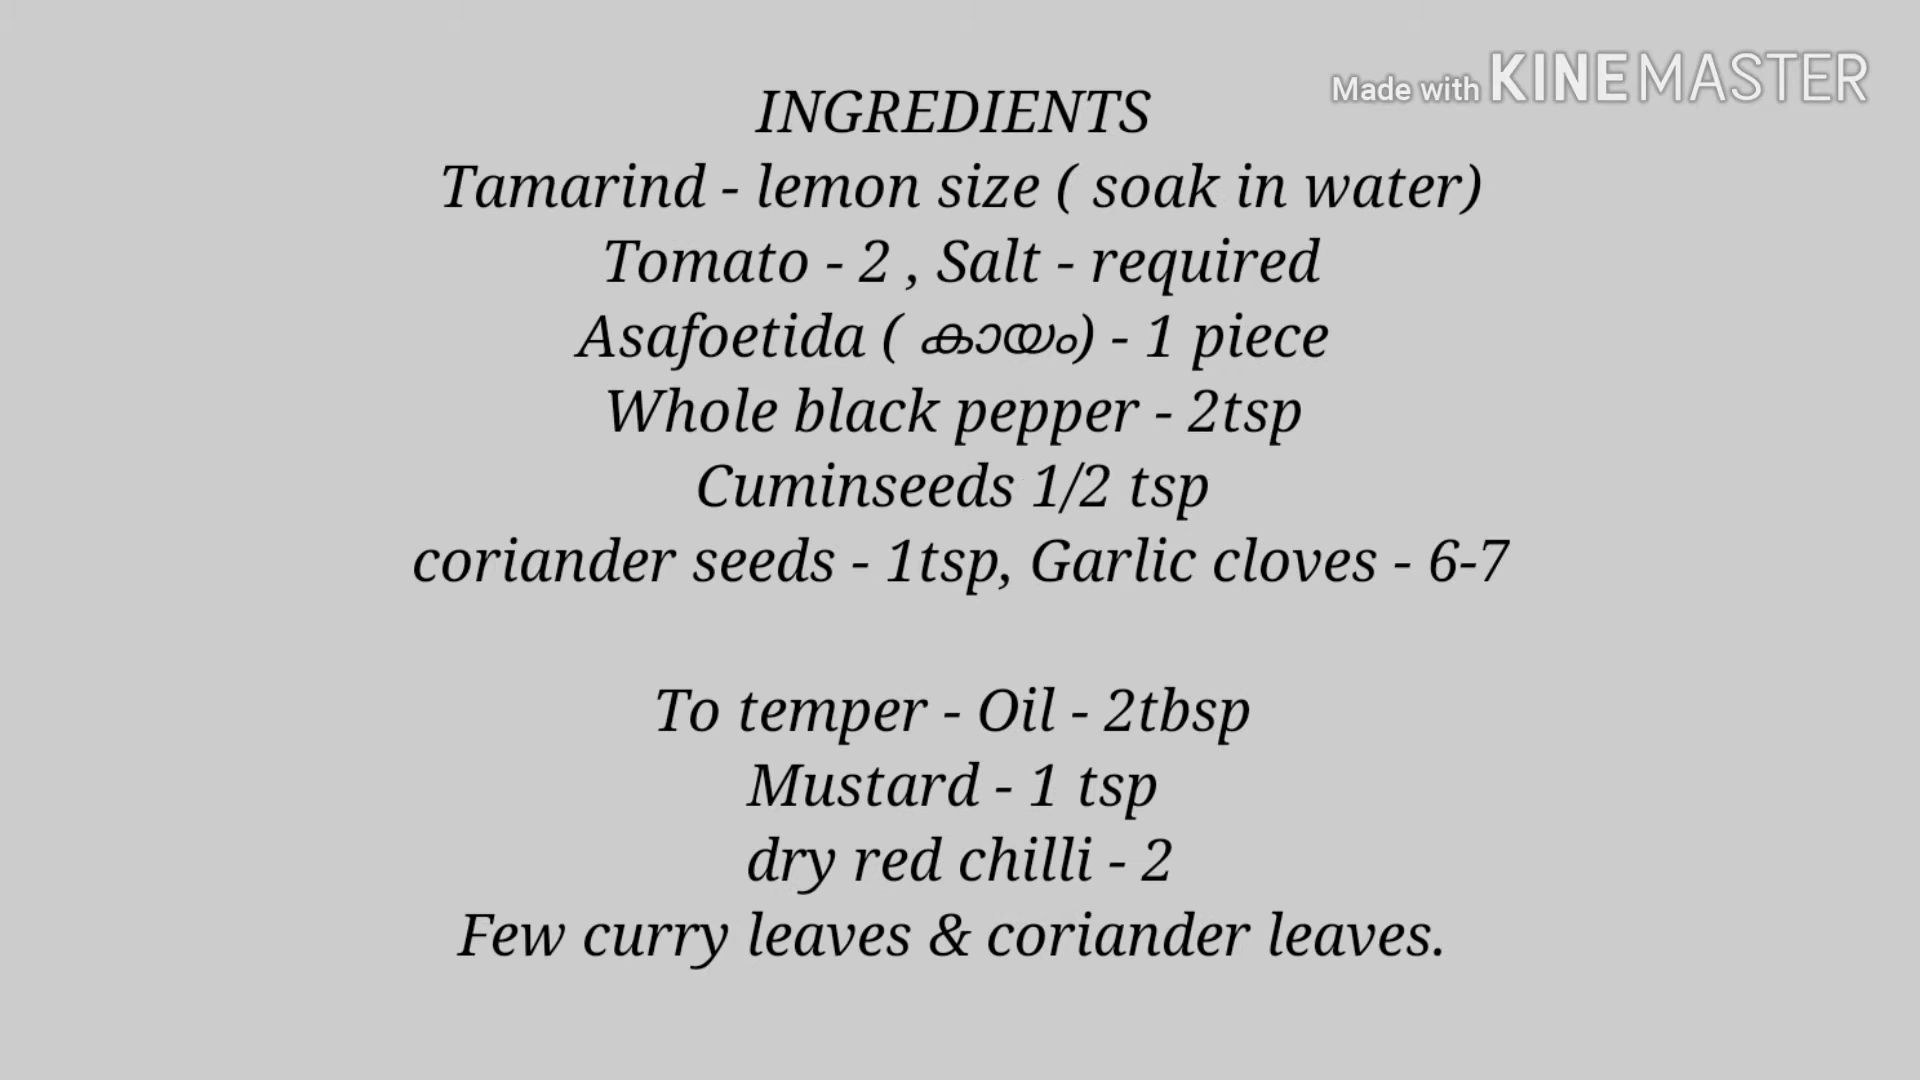 Made with KINEMASTER
INGREDIENTS
Tamarind - lemon size ( soak in water)
Tomato - 2 , Salt - required
Asafoetida ( കായം) - 1 piece
Whole black pepper - 2tsp
Cuminseeds 1/2 tsp
coriander seeds - 1tsp, Garlic cloves - 6-7
To temper - Oil - 2tbsp
Mustard - 1 tsp
dry red chilli - 2
Few curry leaves & coriander leaves.